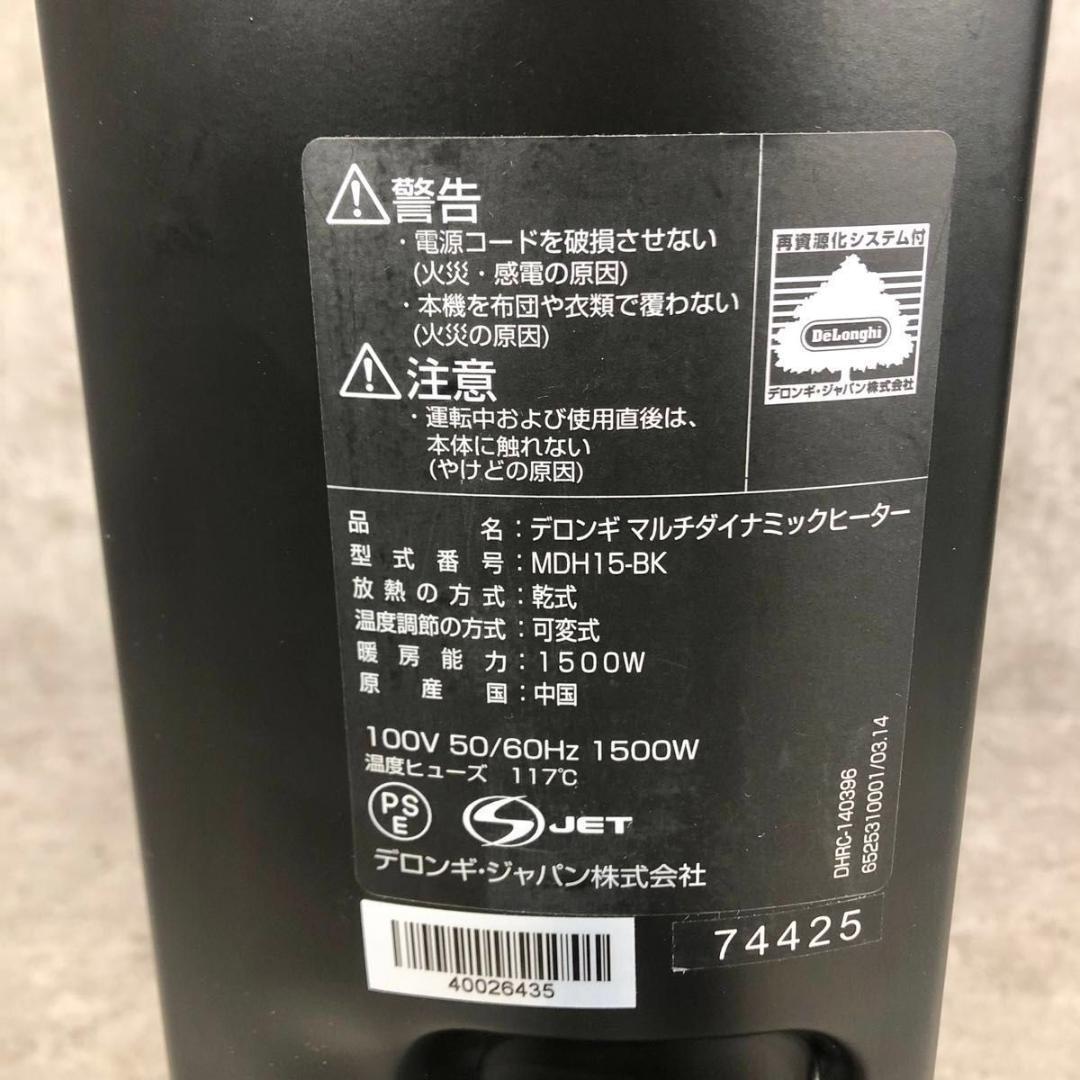 警告
・電源コードを破損させない
(火災・感電の原因)
・本機を布団や衣類で覆わない
(火災の原因)
注意
・運転中および使用直後は、
本体に触れない
(やけどの原因)
再資源化システム付
DeLonghi
デロンギ・ジャパン株式会社
品名：デロンギ マルチダイナミックヒーター
型式番号：MDH15-BK
放熱の方式：乾式
温度調節の方式：可変式
暖房能力：1500W
原産国：中国
100V 50/60Hz 1500W
温度ヒューズ 117℃
PSE
JET
デロンギ・ジャパン株式会社
DHRC-140396
6525310001/03.14
40026435
74425